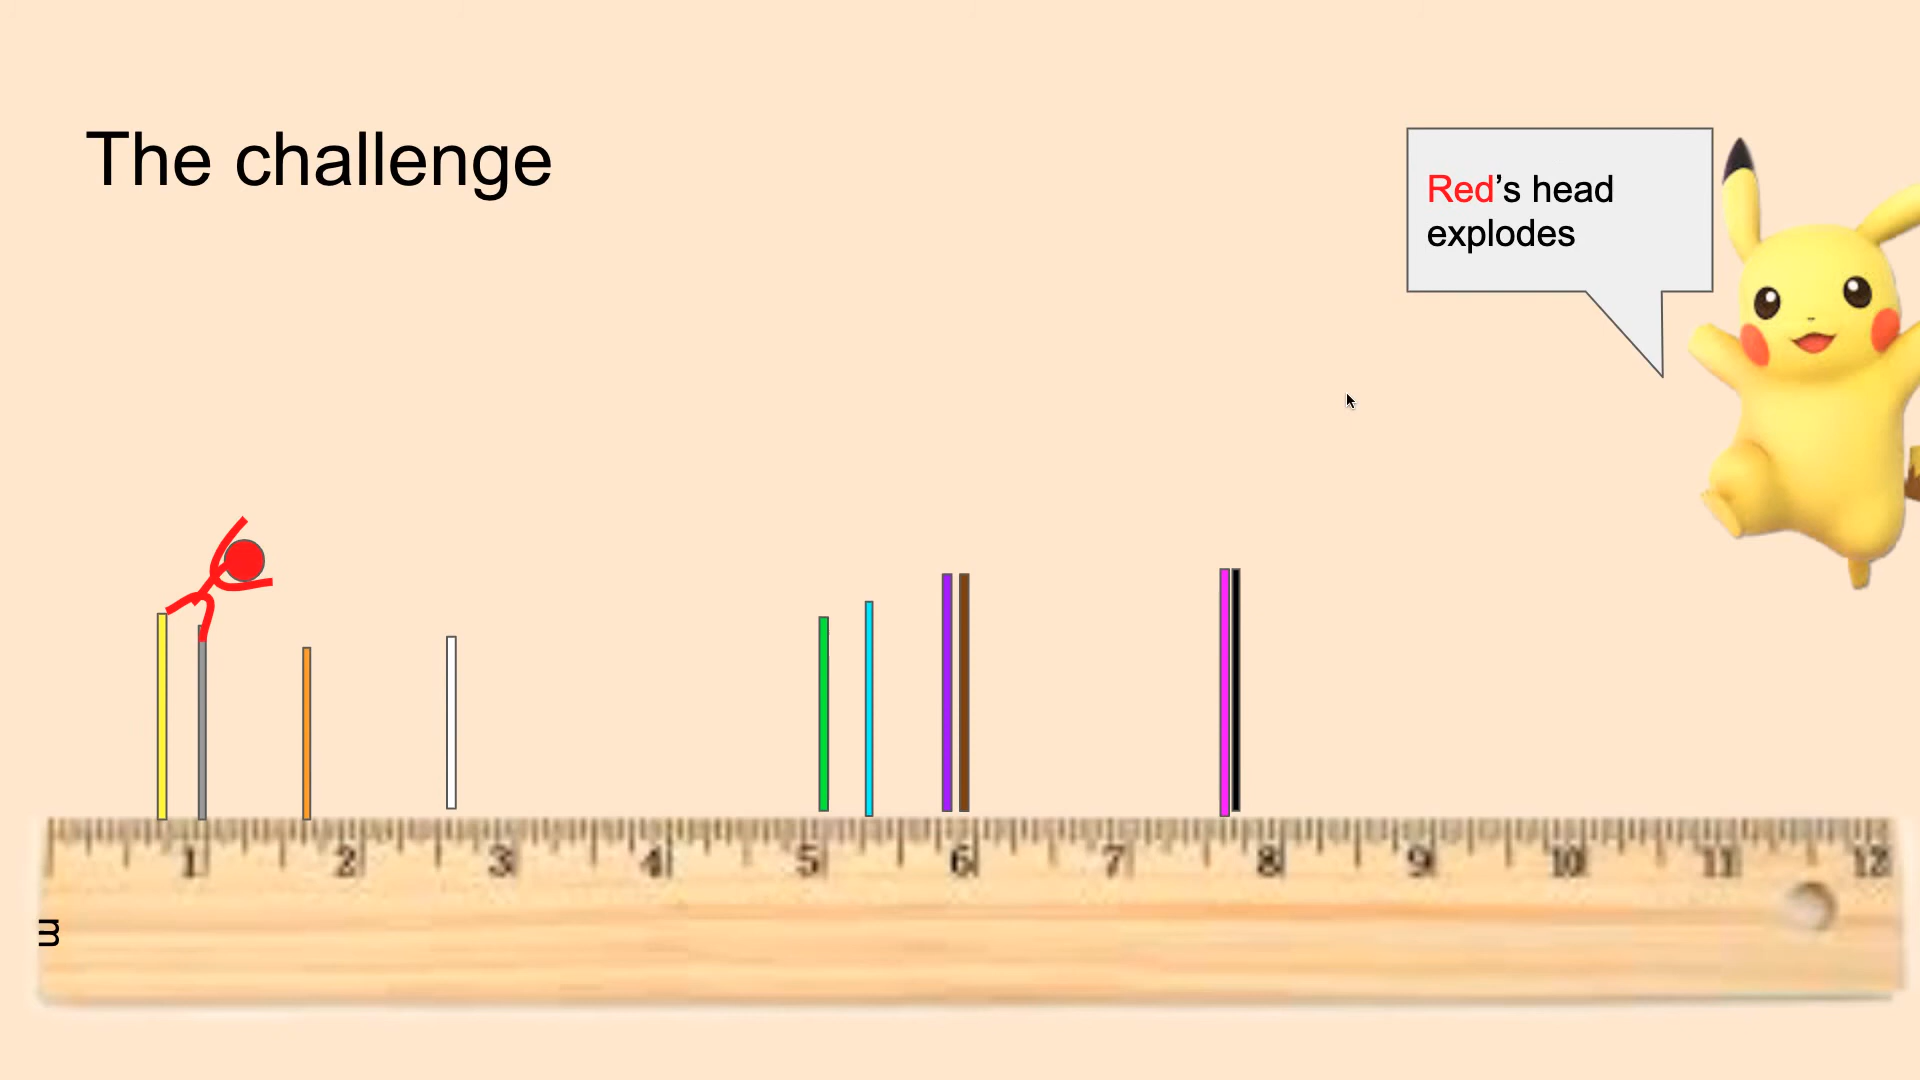 The challenge
Red's head
explodes
1 2 3 4 5 6 7 8 9 10 11 12
m